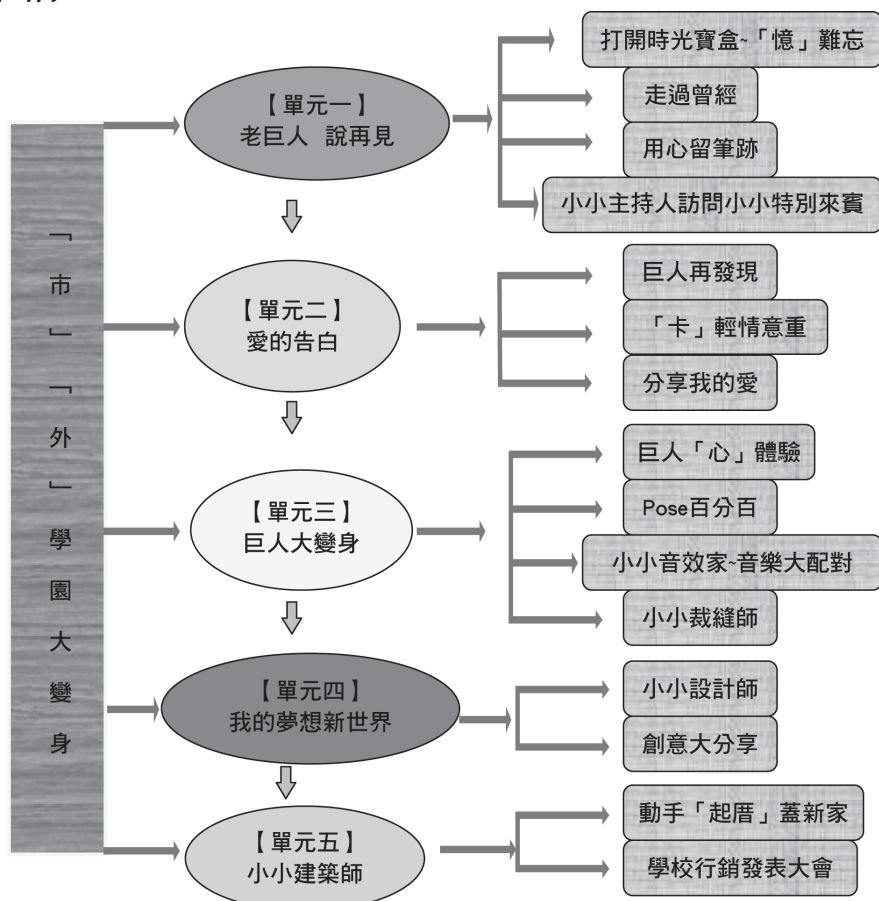 「市」「外」學園大變身
【單元一】
老巨人 說再見
打開時光寶盒~「憶」難忘
走過曾經
用心留筆跡
小小主持人訪問小小特別來賓
【單元二】
愛的告白
巨人再發現
「卡」輕情意重
分享我的愛
【單元三】
巨人大變身
巨人「心」體驗
Pose百分百
小小音效家~音樂大配對
小小裁縫師
【單元四】
我的夢想新世界
小小設計師
創意大分享
【單元五】
小小建築師
動手「起厝」蓋新家
學校行銷發表大會